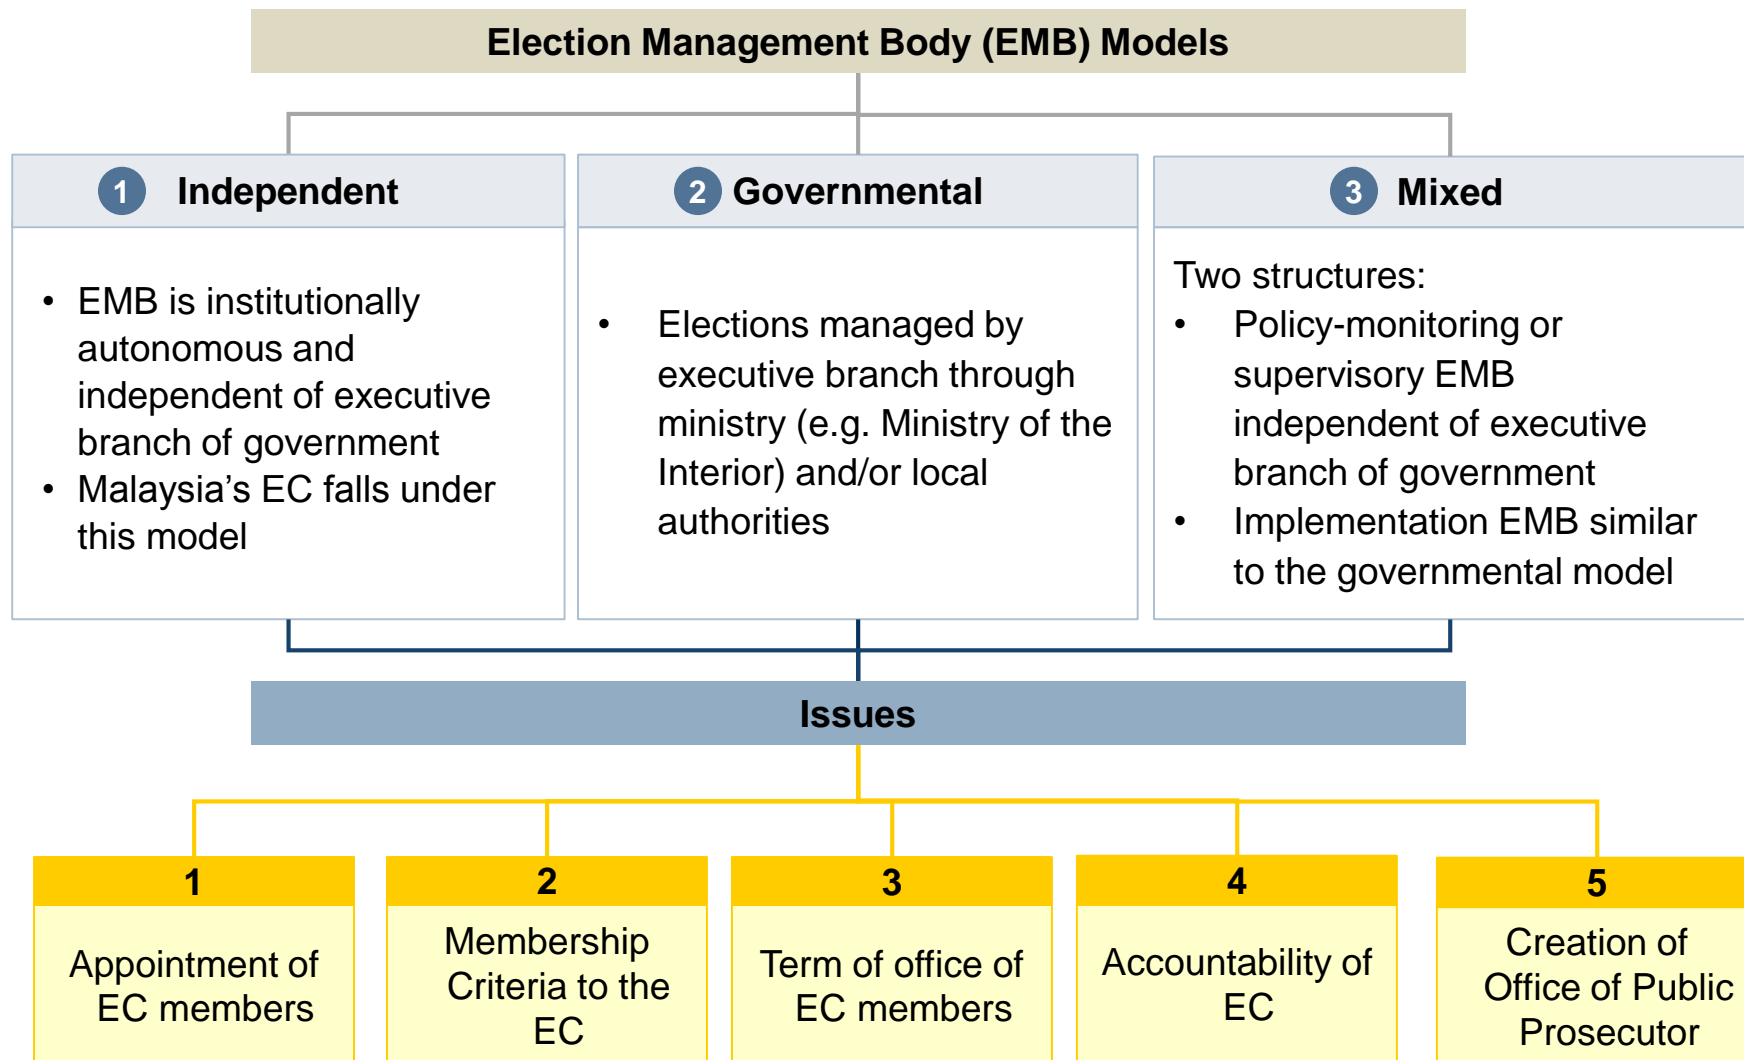 Election Management Body (EMB) Models
1 Independent
• EMB is institutionally
autonomous and
independent of executive
branch of government
• Malaysia’s EC falls under
this model
2 Governmental
• Elections managed by
executive branch through
ministry (e.g. Ministry of the
Interior) and/or local
authorities
3 Mixed
Two structures:
• Policy-monitoring or
supervisory EMB
independent of executive
branch of government
• Implementation EMB similar
to the governmental model
Issues
1
Appointment of
EC members
2
Membership
Criteria to the
EC
3
Term of office of
EC members
4
Accountability of
EC
5
Creation of
Office of Public
Prosecutor